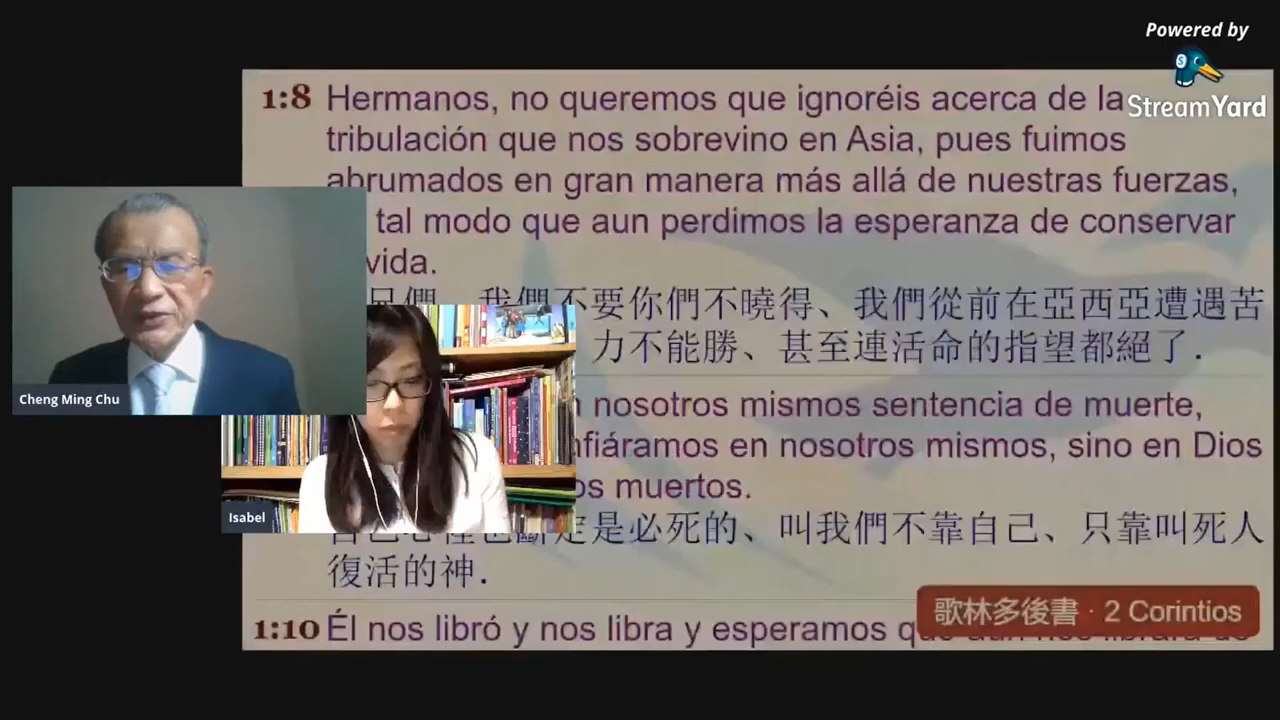 Powered by
StreamYard
1:8 Hermanos, no queremos que ignoréis acerca de la
tribulación que nos sobrevino en Asia, pues fuimos
abrumados en gran manera más allá de nuestras fuerzas,
tal modo que aun perdimos la esperanza de conservar
vida.
我們不要你們不曉得、我們從前在亞西亞遭遇苦
力不能勝、甚至連活命的指望都絕了.
nosotros mismos sentencia de muerte,
nfiáramos en nosotros mismos, sino en Dios
os muertos.
是必死的、叫我們不靠自己、只靠叫死人
復活的神.
1:10 Él nos libró y nos libra y esperamos
歌林多後書 · 2 Corintios
Cheng Ming Chu
Isabel